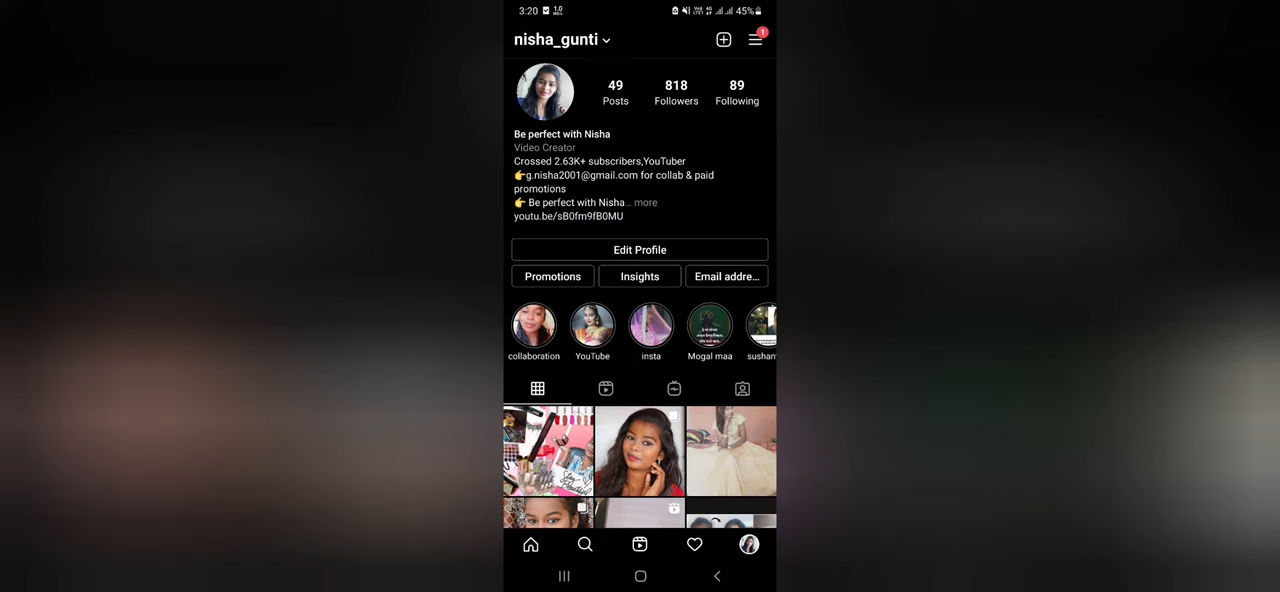 3:20
45%
nisha_gunti
1
49 818 89
Posts Followers Following
Be perfect with Nisha
Video Creator
Crossed 2.63K+ subscribers,YouTuber
👉g.nisha2001@gmail.com for collab & paid
promotions
👉 Be perfect with Nisha... more
youtu.be/sB0fm9fB0MU
Edit Profile
Promotions Insights Email addre...
collaboration YouTube insta Mogal maa sushan